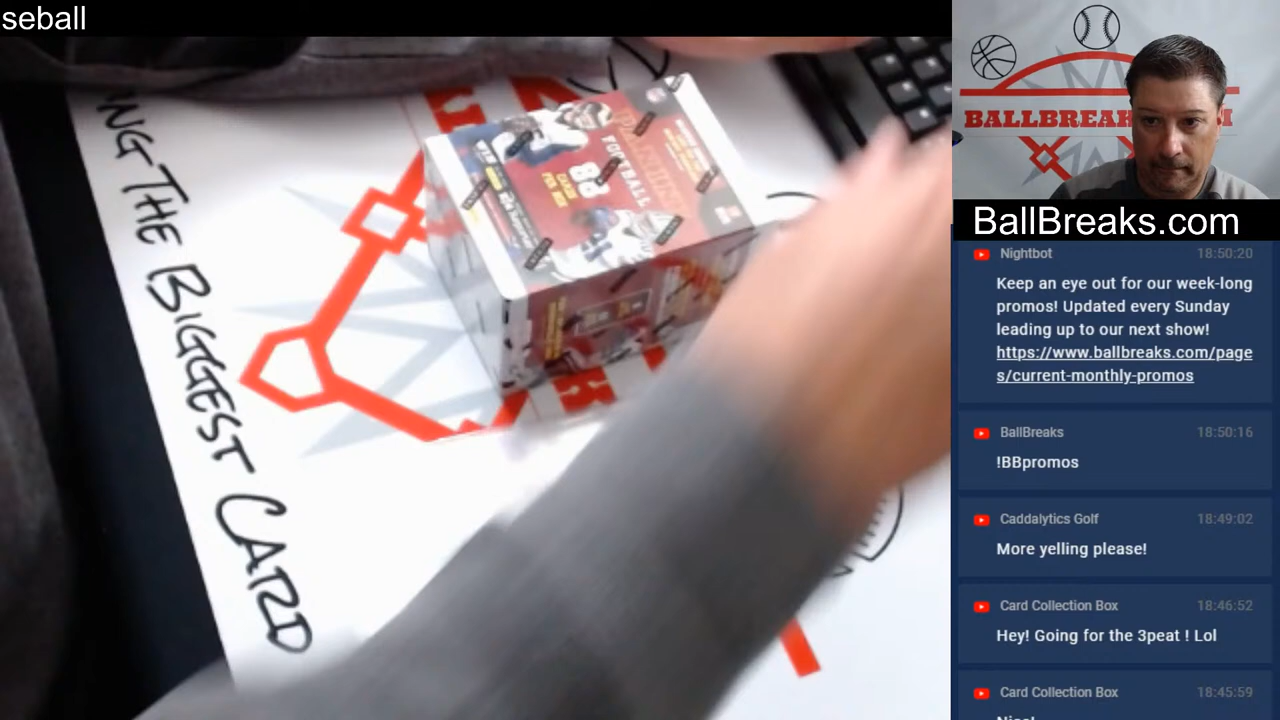 seball
THE BIGGEST CARD
FOOTBALL
88
BALLBREAK
BallBreaks.com
Nightbot 18:50:20
Keep an eye out for our week-long
promos! Updated every Sunday
leading up to our next show!
https://www.ballbreaks.com/page
s/current-monthly-promos
BallBreaks 18:50:16
!BBpromos
Caddalytics Golf 18:49:02
More yelling please!
Card Collection Box 18:46:52
Hey! Going for the 3peat ! Lol
Card Collection Box 18:45:59